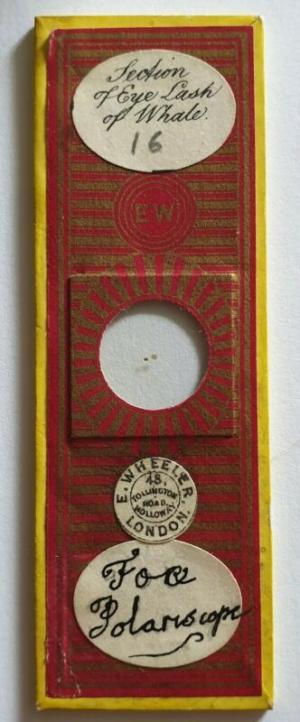 Section
of Eye Lash
of Whale.
16
EW
E. WHEELER.
48,
TOLLINGTON
ROAD,
HOLLOWAY
LONDON.
For
Polariscope